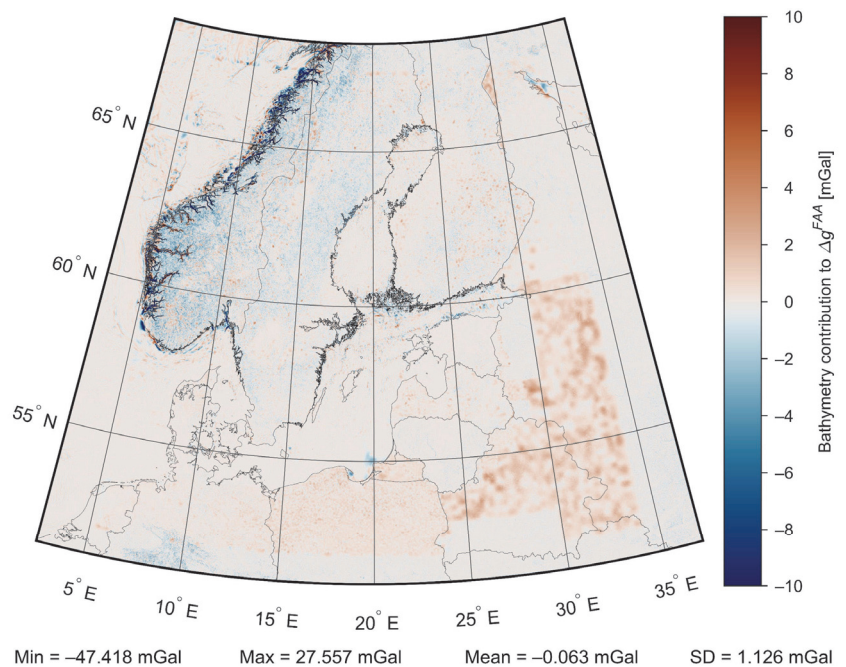 65° N
60° N
55° N
5° E
10° E
15° E
20° E
25° E
30° E
35° E
10
8
6
4
2
0
–2
–4
–6
–8
–10
Bathymetry contribution to Δg^FAA [mGal]
Min = –47.418 mGal Max = 27.557 mGal Mean = –0.063 mGal SD = 1.126 mGal